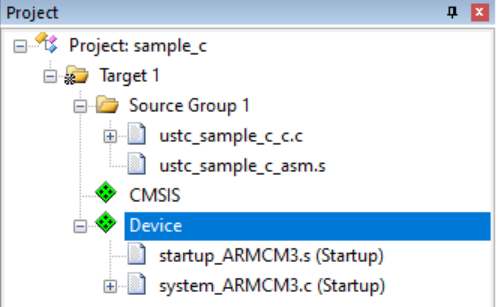 Project
Project: sample_c
Target 1
Source Group 1
ustc_sample_c_c.c
ustc_sample_c_asm.s
CMSIS
Device
startup_ARMCM3.s (Startup)
system_ARMCM3.c (Startup)